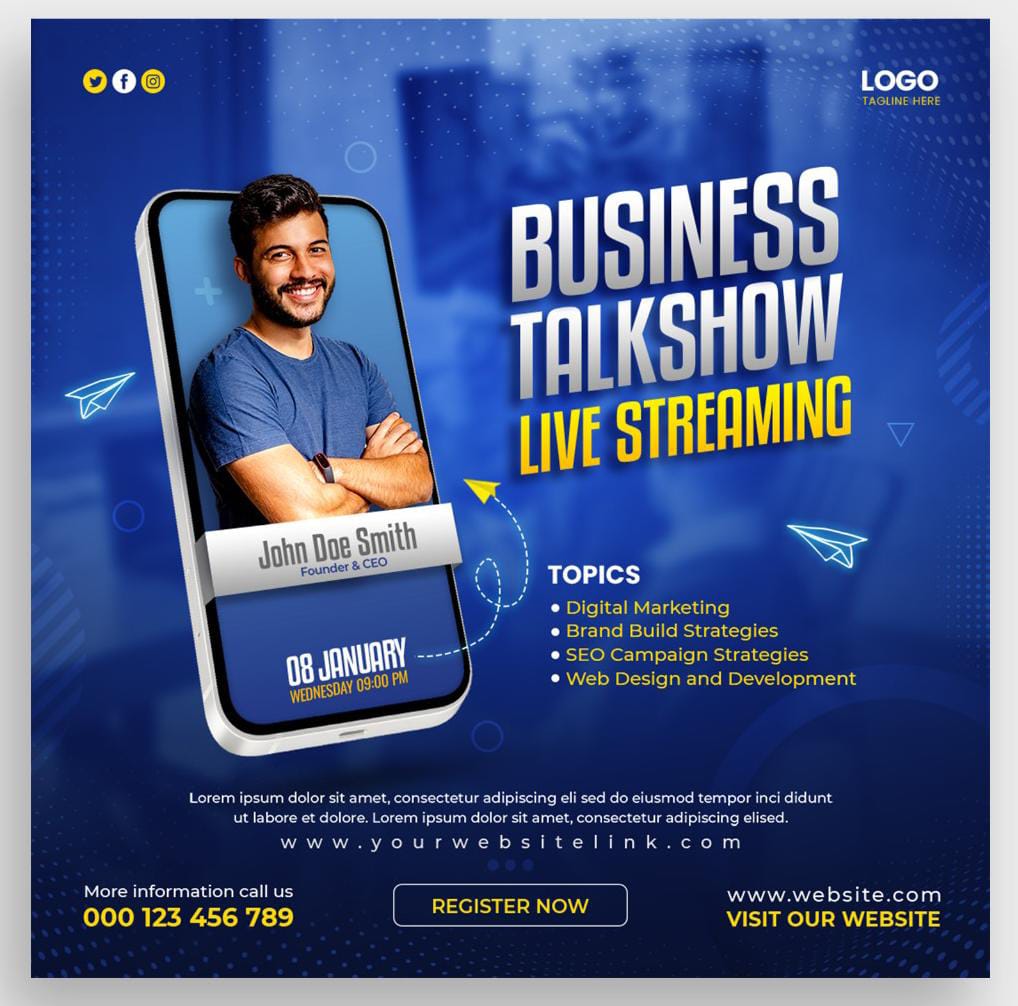 LOGO
TAGLINE HERE
BUSINESS
TALKSHOW
LIVE STREAMING
John Doe Smith
Founder & CEO
08 JANUARY
WEDNESDAY 09:00 PM
TOPICS
• Digital Marketing
• Brand Build Strategies
• SEO Campaign Strategies
• Web Design and Development
Lorem ipsum dolor sit amet, consectetur adipiscing eli sed do eiusmod tempor inci didunt
ut labore et dolore. Lorem ipsum dolor sit amet, consectetur adipiscing elised.
www.yourwebsitelink.com
More information call us
000 123 456 789
REGISTER NOW
www.website.com
VISIT OUR WEBSITE